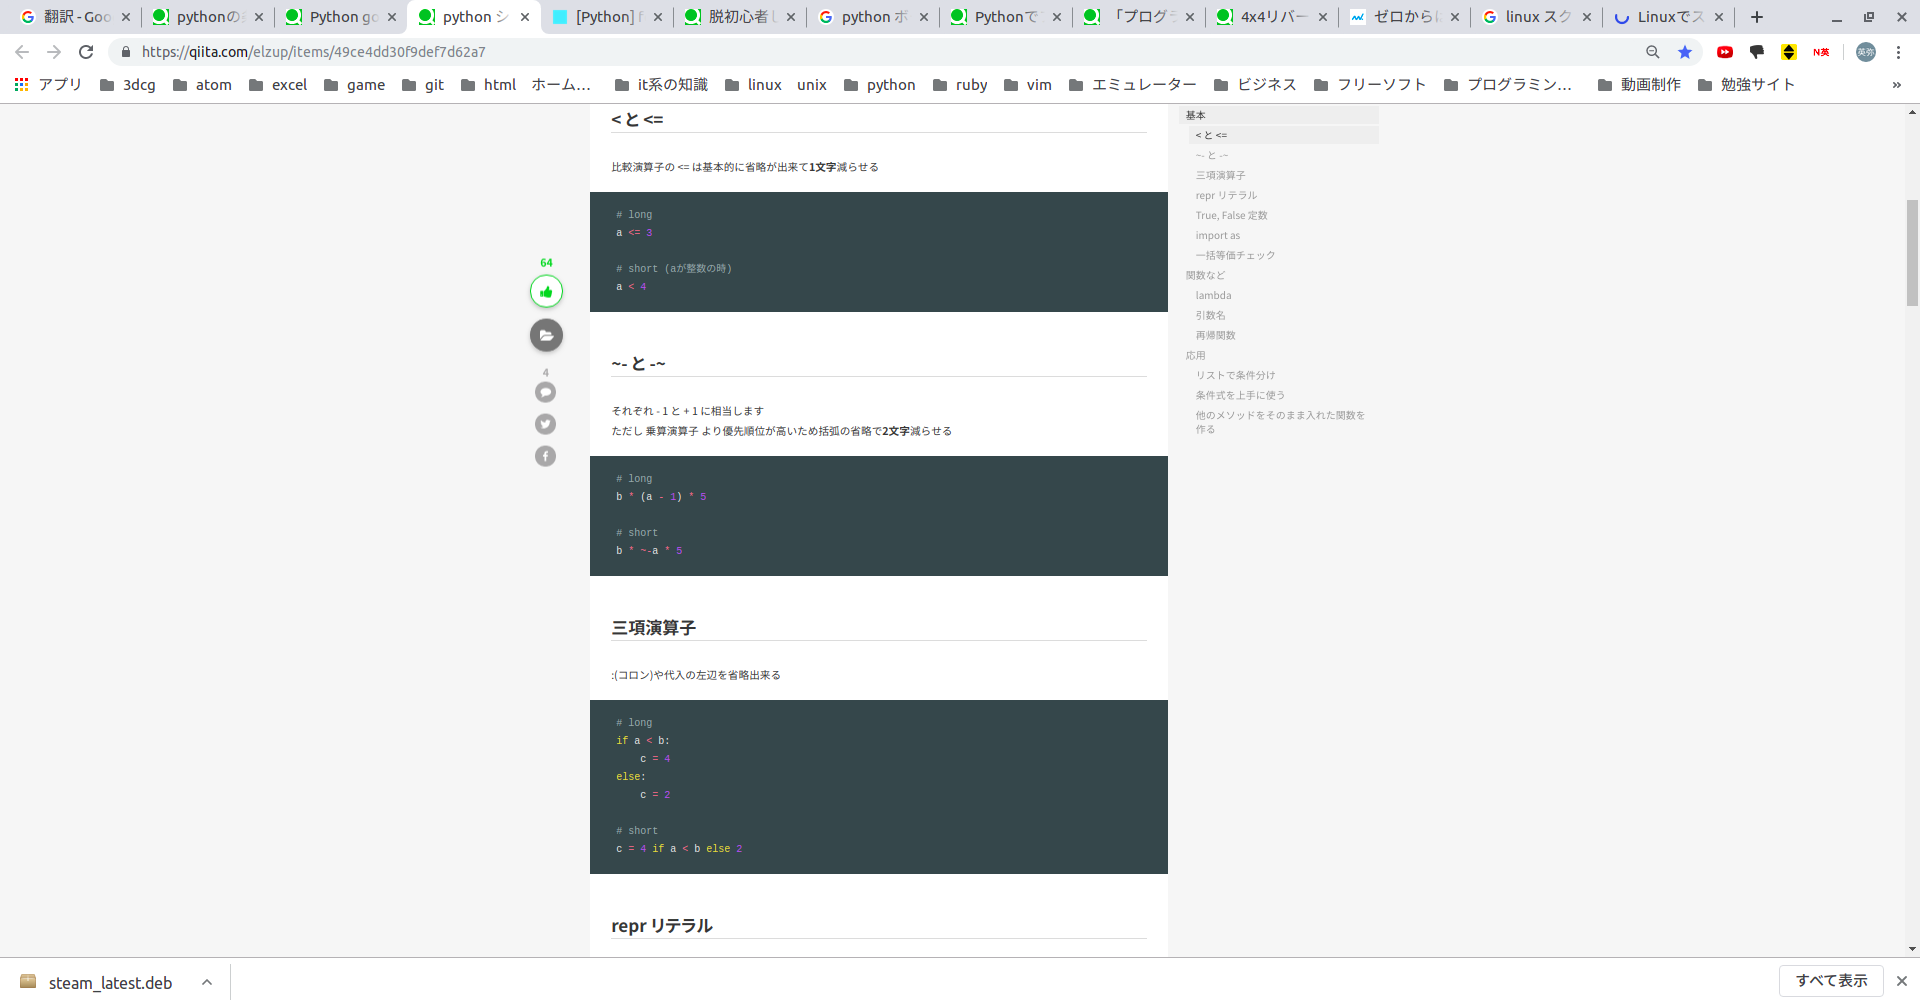 翻訳 - Goo
pythonの
Python go
python シ
[Python] f
脱初心者し
python ボ
Pythonで
「プログラ
4x4リバー
ゼロから
linux スク
Linuxでス
https://qiita.com/elzup/items/49ce4dd30f9def7d62a7
N英
英弥
アプリ 3dcg atom excel game git html ホーム… it系の知識 linux unix python ruby vim エミュレーター ビジネス フリーソフト プログラミン… 動画制作 勉強サイト »
< と <=
比較演算子の <= は基本的に省略が出来て1文字減らせる
# long
a <= 3
# short (aが整数の時)
a < 4
~- と -~
それぞれ - 1 と + 1 に相当します
ただし 乗算演算子 より優先順位が高いため括弧の省略で2文字減らせる
# long
b * (a - 1) * 5
# short
b * ~-a * 5
三項演算子
:(コロン)や代入の左辺を省略出来る
# long
if a < b:
    c = 4
else:
    c = 2
# short
c = 4 if a < b else 2
repr リテラル
64
4
基本
< と <=
~- と -~
三項演算子
repr リテラル
True, False 定数
import as
一括等価チェック
関数など
lambda
引数名
再帰関数
応用
リストで条件分け
条件式を上手に使う
他のメソッドをそのまま入れた関数を
作る
steam_latest.deb
すべて表示